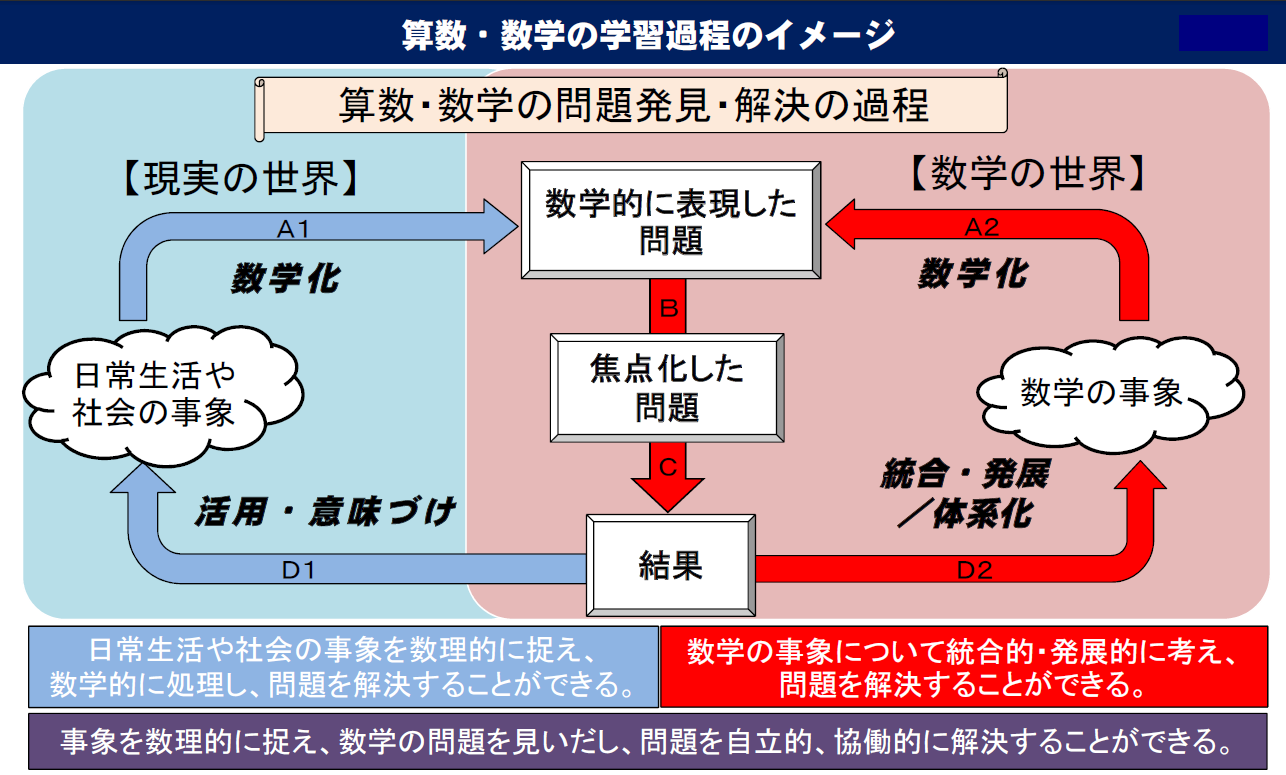 算数・数学の学習過程のイメージ
算数・数学の問題発見・解決の過程
【現実の世界】
【数学の世界】
A1
数学化
数学的に表現した
問題
A2
数学化
B
日常生活や
社会の事象
焦点化した
問題
数学の事象
C
活用・意味づけ
統合・発展
／体系化
D1
結果
D2
日常生活や社会の事象を数理的に捉え、
数学的に処理し、問題を解決することができる。
数学の事象について統合的・発展的に考え、
問題を解決することができる。
事象を数理的に捉え、数学の問題を見いだし、問題を自立的、協働的に解決することができる。